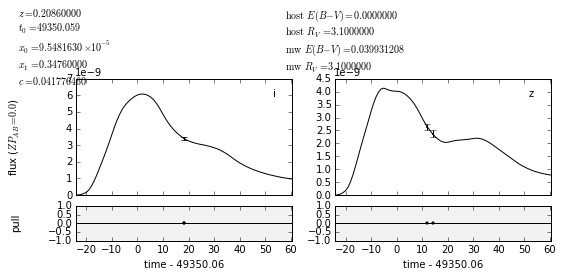 z = 0.20860000
host E(B−V) = 0.0000000
t0 = 49350.059
host R_V = 3.1000000
x0 = 9.5481630 × 10^−5
mw E(B−V) = 0.039931208
x1 = 0.34760000
mw R_V = 3.1000000
1e−9
1e−9
i
z
flux (ZP_AB = 0.0)
7
6
5
4
3
2
1
0
4.5
4.0
3.5
3.0
2.5
2.0
1.5
1.0
0.5
0.0
pull
1.0
0.5
0.0
−0.5
−1.0
1.0
0.5
0.0
−0.5
−1.0
−20 −10 0 10 20 30 40 50 60
−20 −10 0 10 20 30 40 50 60
time - 49350.06
time - 49350.06